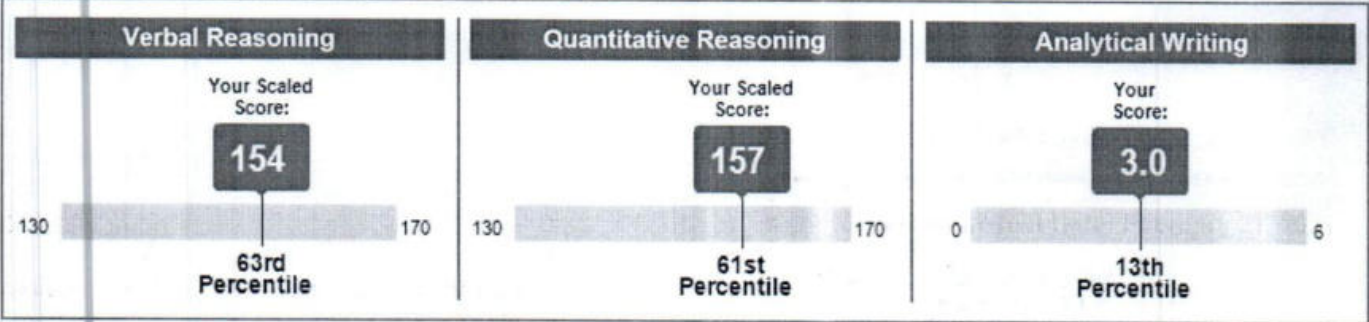 Verbal Reasoning
Your Scaled
Score:
154
130
170
63rd
Percentile
Quantitative Reasoning
Your Scaled
Score:
157
130
170
61st
Percentile
Analytical Writing
Your
Score:
3.0
0
6
13th
Percentile